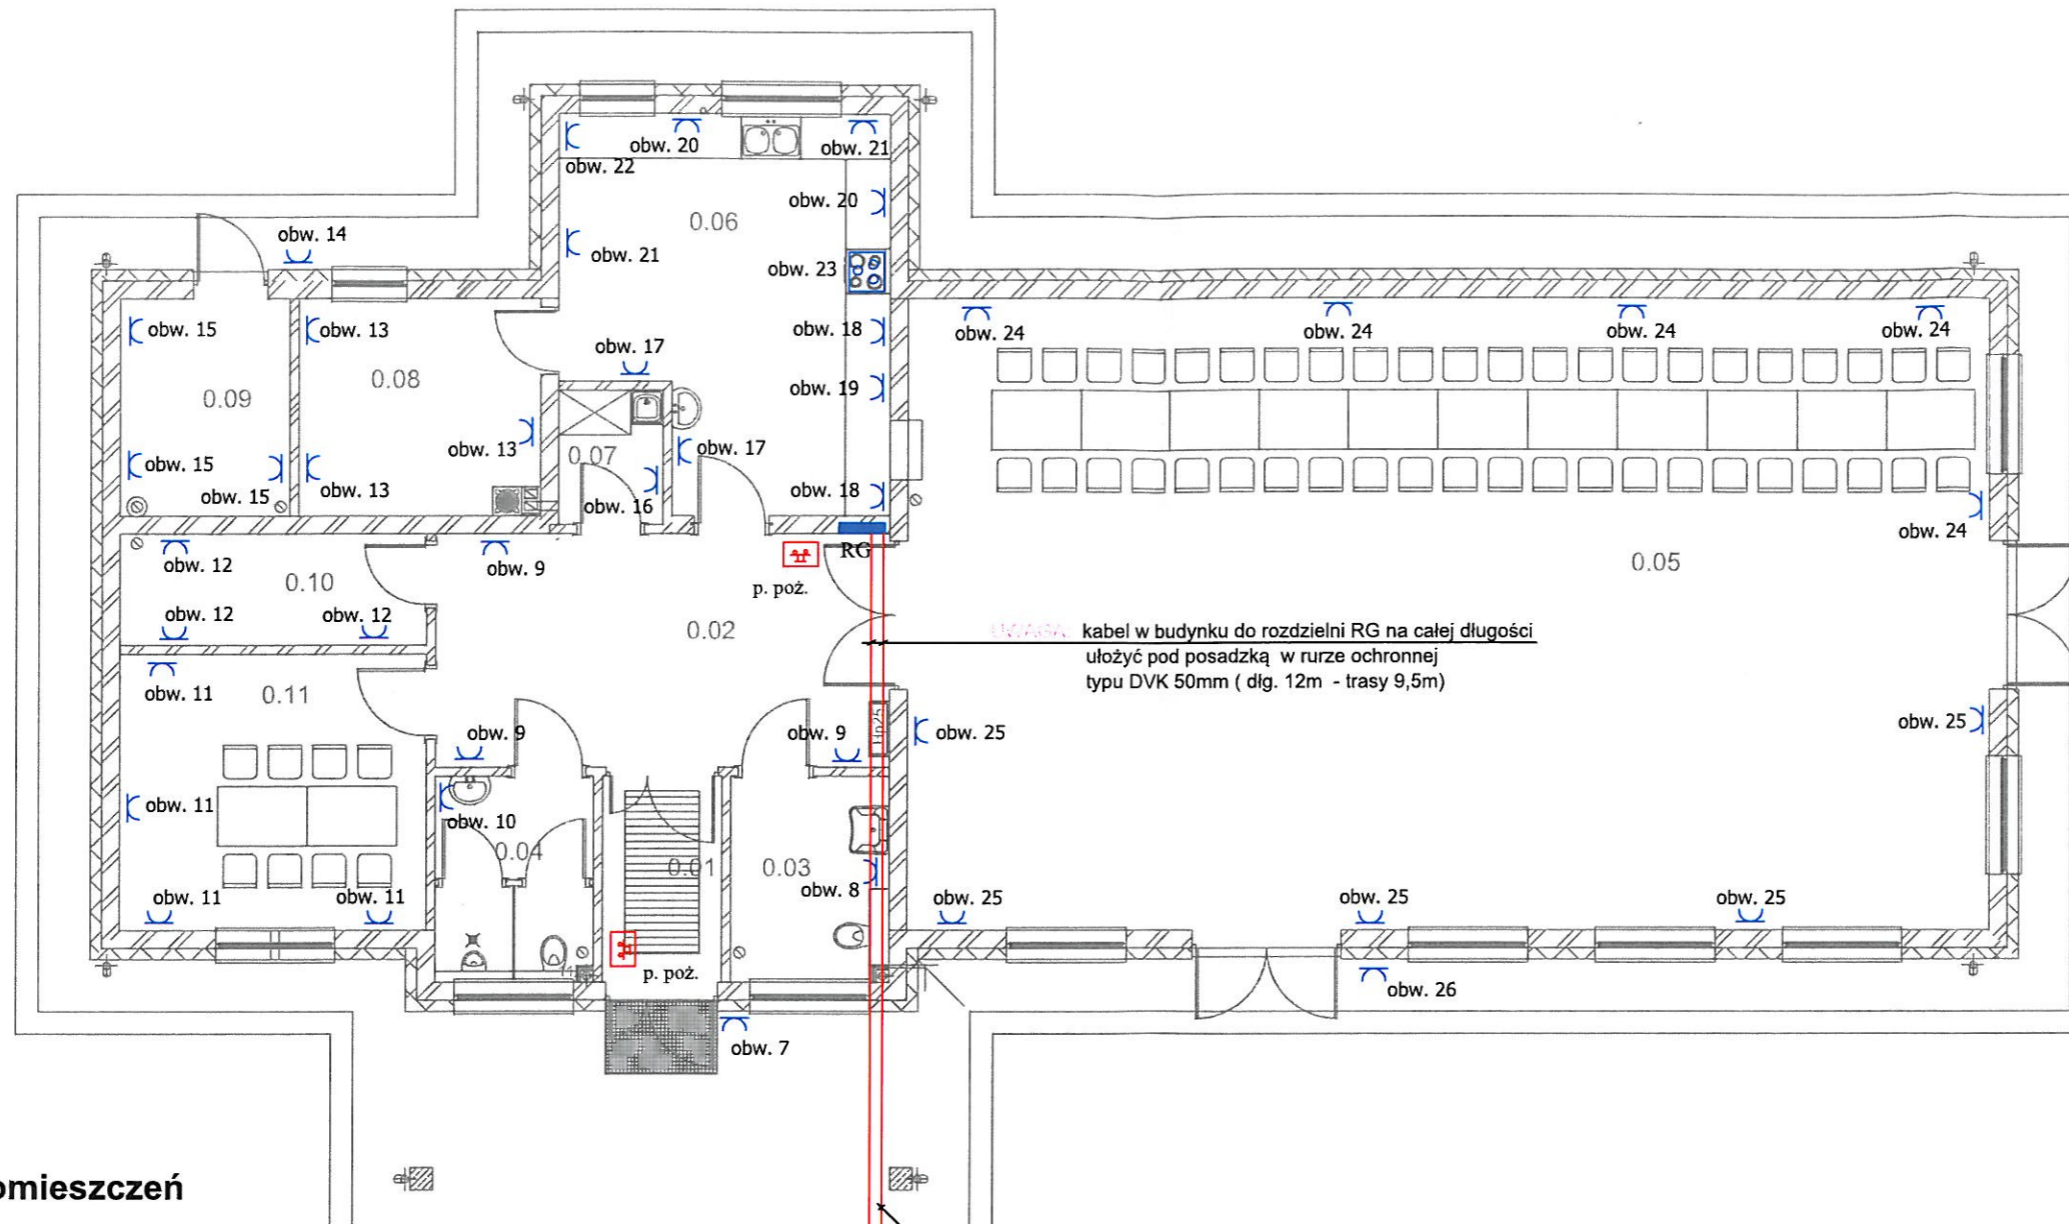 obw. 20
obw. 21
obw. 22
obw. 20
0.06
obw. 14
obw. 21
obw. 23
obw. 15
obw. 13
obw. 18
obw. 24
obw. 24
obw. 24
obw. 24
obw. 17
0.08
obw. 19
0.09
obw. 13
0.07
obw. 17
obw. 15
obw. 15
obw. 13
obw. 16
obw. 18
obw. 24
RG
0.05
obw. 12
obw. 9
0.10
p. poż.
obw. 12
obw. 12
0.02
UWAGA: kabel w budynku do rozdzielni RG na całej długości
ułożyć pod posadzką w rurze ochronnej
typu DVK 50mm ( dłg. 12m - trasy 9,5m)
obw. 11
0.11
Hp25
obw. 9
obw. 9
obw. 25
obw. 25
obw. 11
obw. 10
0.04
0.01
0.03
obw. 8
obw. 11
obw. 11
obw. 25
obw. 25
obw. 25
p. poż.
obw. 26
obw. 7
omieszczeń